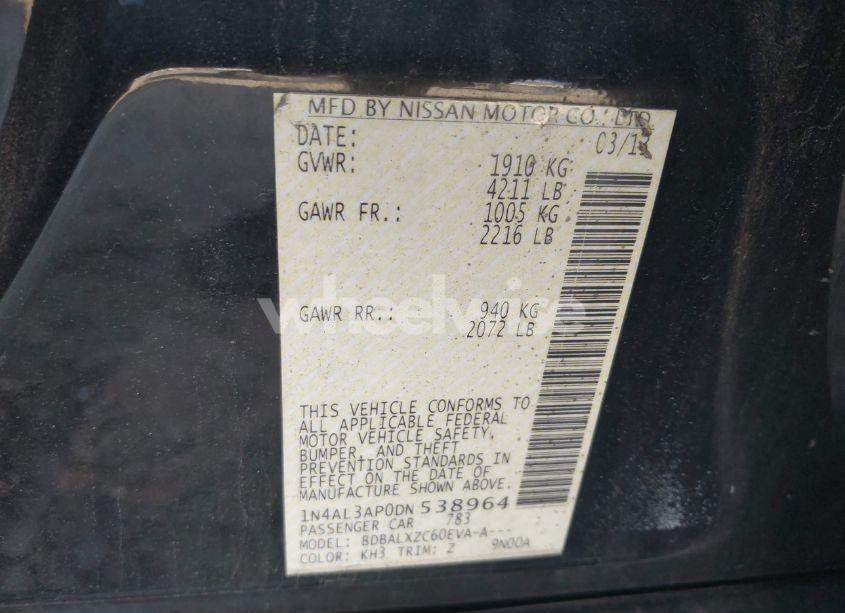 MFD BY NISSAN MOTOR CO., LTD
DATE: 03/13
GVWR: 1910 KG
4211 LB
GAWR FR.: 1005 KG
2216 LB
GAWR RR.: 940 KG
2072 LB
wheelvoice
THIS VEHICLE CONFORMS TO
ALL APPLICABLE FEDERAL
MOTOR VEHICLE SAFETY,
BUMPER, AND THEFT
PREVENTION STANDARDS IN
EFFECT ON THE DATE OF
MANUFACTURE SHOWN ABOVE.
1N4AL3AP0DN 538964
PASSENGER CAR 783
MODEL: BDBALXZC60EVA-A---
COLOR: KH3 TRIM: Z 9N00A